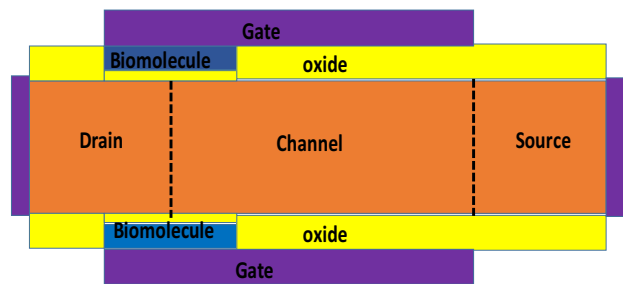 Gate
Biomolecule
oxide
Drain
Channel
Source
Biomolecule
oxide
Gate